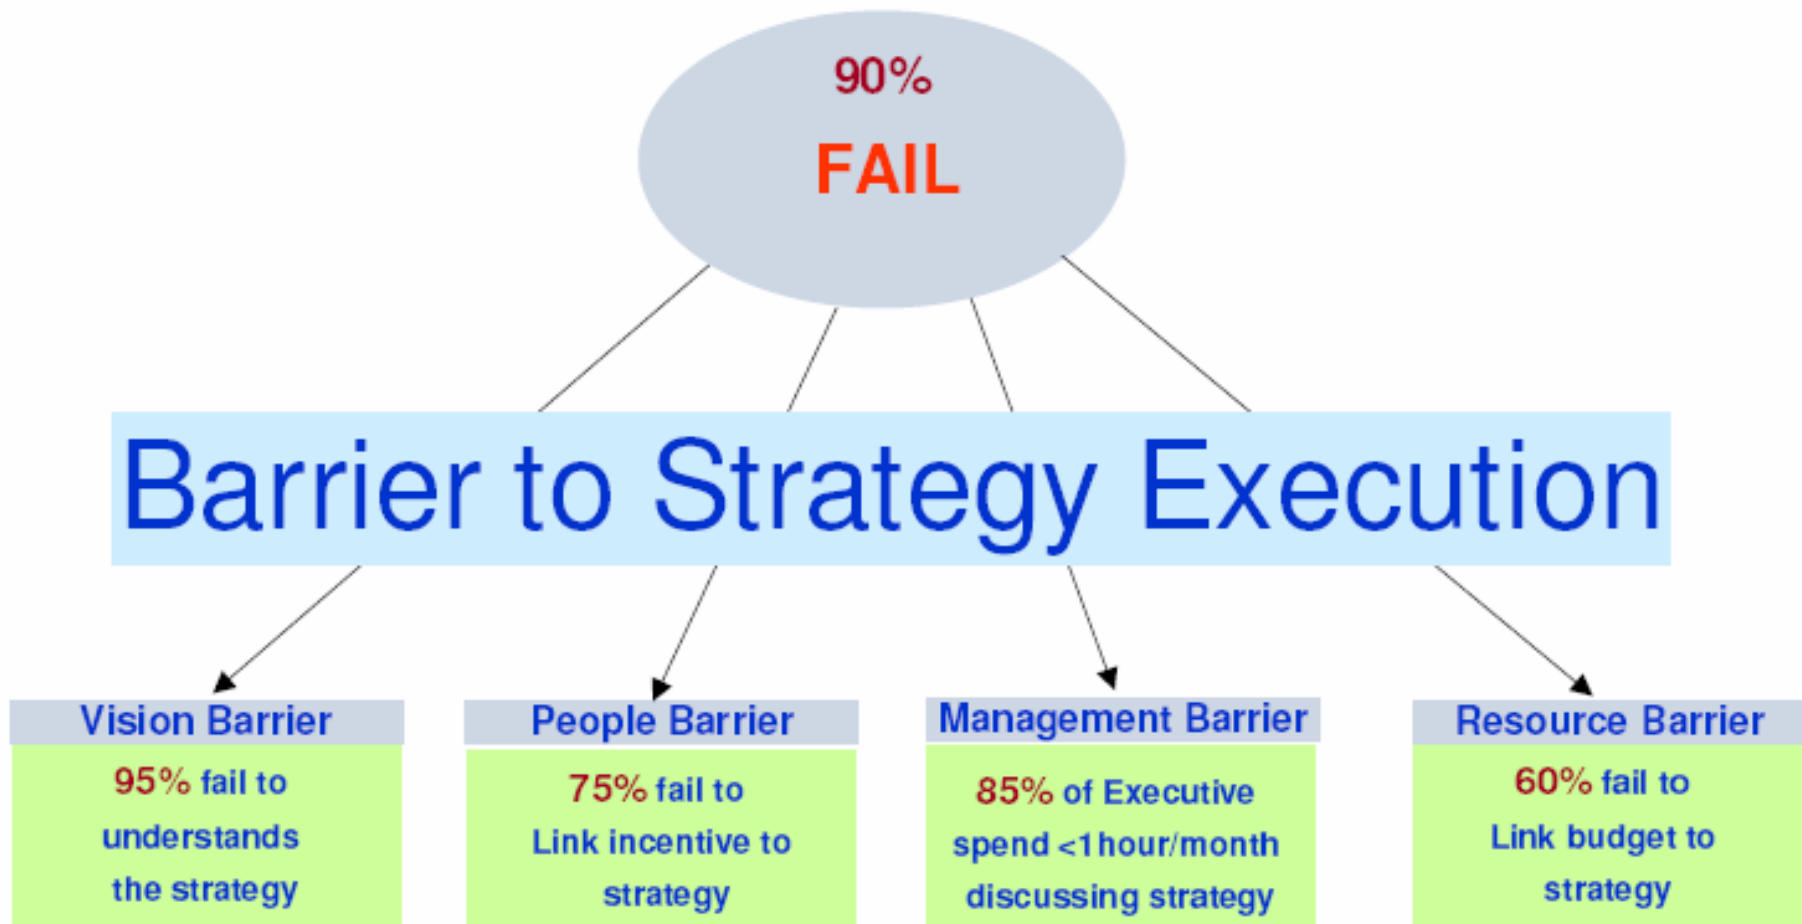 90%
FAIL
Barrier to Strategy Execution
Vision Barrier
95% fail to
understands
the strategy
People Barrier
75% fail to
Link incentive to
strategy
Management Barrier
85% of Executive
spend <1hour/month
discussing strategy
Resource Barrier
60% fail to
Link budget to
strategy